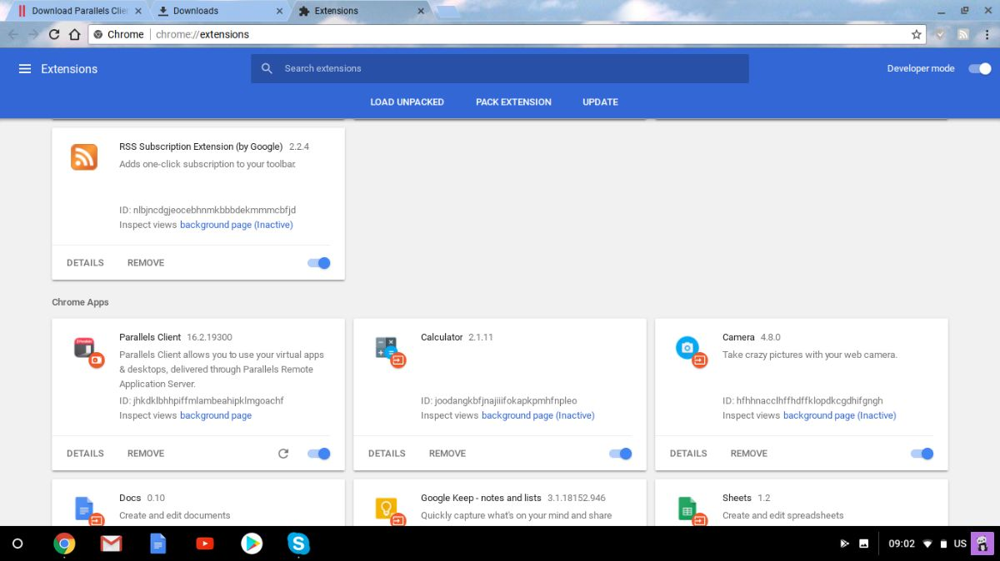 Download Parallels Clie
Downloads
Extensions
Chrome
chrome://extensions
Extensions
Search extensions
Developer mode
LOAD UNPACKED
PACK EXTENSION
UPDATE
RSS Subscription Extension (by Google) 2.2.4
Adds one-click subscription to your toolbar.
ID: nlbjncdgjeocebhnmkbbbdekmmmcbfjd
Inspect views background page (Inactive)
DETAILS REMOVE
Chrome Apps
Parallels Client 16.2.19300
Parallels Client allows you to use your virtual apps
& desktops, delivered through Parallels Remote
Application Server.
ID: jhkdklbhhpiffmlambeahipklmgoachf
Inspect views background page
DETAILS REMOVE
Calculator 2.1.11
ID: joodangkbfjnajiiifokapkpmhfnpleo
Inspect views background page (Inactive)
DETAILS REMOVE
Camera 4.8.0
Take crazy pictures with your web camera.
ID: hfhhnacclhffhdffklopdkcgdhifgngh
Inspect views background page (Inactive)
DETAILS REMOVE
Docs 0.10
Create and edit documents
Google Keep - notes and lists 3.1.18152.946
Quickly capture what's on your mind and share
Sheets 1.2
Create and edit spreadsheets
09:02
US